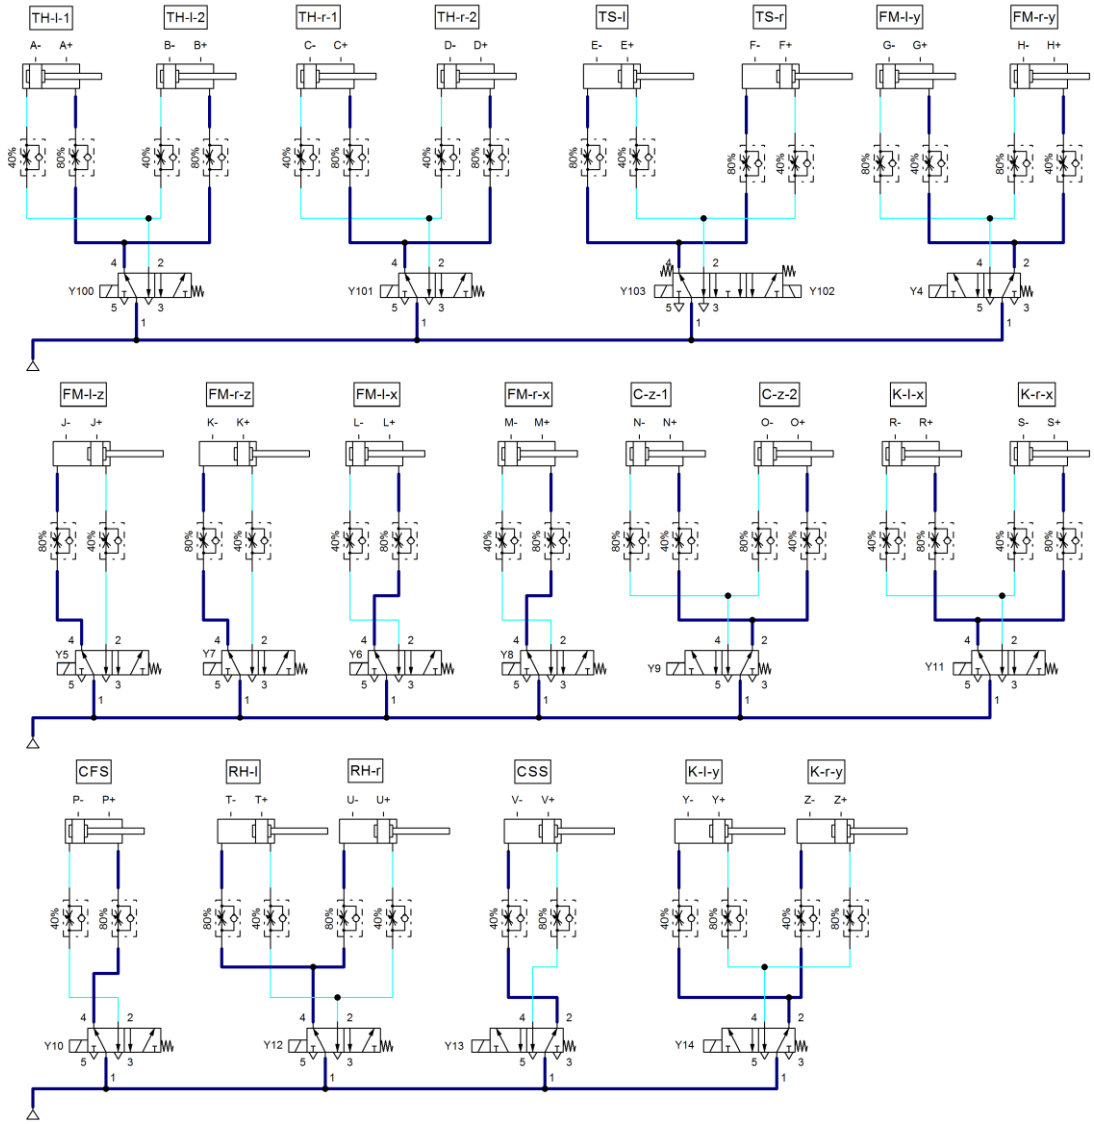 TH-l-1 TH-l-2 TH-r-1 TH-r-2 TS-l TS-r FM-l-y FM-r-y
A- A+ B- B+ C- C+ D- D+ E- E+ F- F+ G- G+ H- H+
40% 80% 40% 80% 40% 80% 40% 80% 80% 40% 80% 40% 80% 40% 80% 40%
4 2 4 2 4 2 4 2
Y100 Y101 Y103 Y102 Y4
5 3 5 3 5 3 5 3
1 1 1 1
FM-l-z FM-r-z FM-l-x FM-r-x C-z-1 C-z-2 K-l-x K-r-x
J- J+ K- K+ L- L+ M- M+ N- N+ O- O+ R- R+ S- S+
80% 40% 80% 40% 40% 80% 40% 80% 40% 80% 80% 40% 40% 80% 40% 80%
4 2 4 2 4 2 4 2 4 2 4 2
Y5 Y7 Y6 Y8 Y9 Y11
5 3 5 3 5 3 5 3 5 3 5 3
1 1 1 1 1 1
CFS RH-l RH-r CSS K-l-y K-r-y
P- P+ T- T+ U- U+ V- V+ Y- Y+ Z- Z+
40% 80% 80% 40% 80% 40% 40% 80% 40% 80% 40% 80%
4 2 4 2 4 2 4 2
Y10 Y12 Y13 Y14
5 3 5 3 5 3 5 3
1 1 1 1